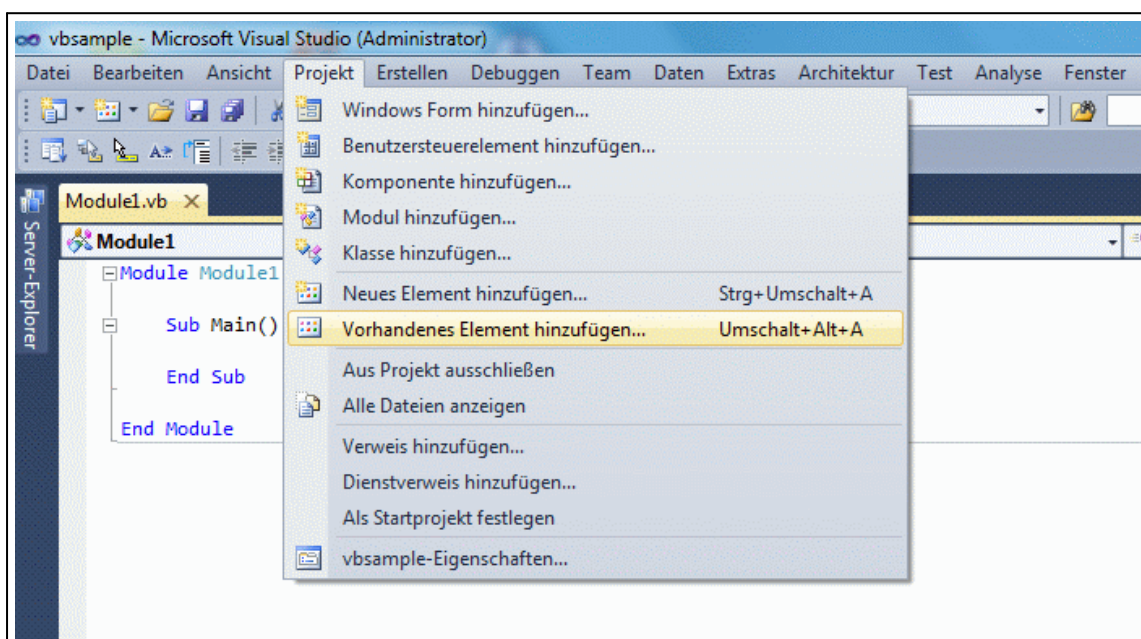 vbsample - Microsoft Visual Studio (Administrator)
Datei Bearbeiten Ansicht Projekt Erstellen Debuggen Team Daten Extras Architektur Test Analyse Fenster
Windows Form hinzufügen...
Benutzersteuerelement hinzufügen...
Komponente hinzufügen...
Modul hinzufügen...
Klasse hinzufügen...
Neues Element hinzufügen... Strg+Umschalt+A
Vorhandenes Element hinzufügen... Umschalt+Alt+A
Aus Projekt ausschließen
Alle Dateien anzeigen
Verweis hinzufügen...
Dienstverweis hinzufügen...
Als Startprojekt festlegen
vbsample-Eigenschaften...
Server-Explorer
Module1.vb
Module1
Module Module1
Sub Main()
End Sub
End Module